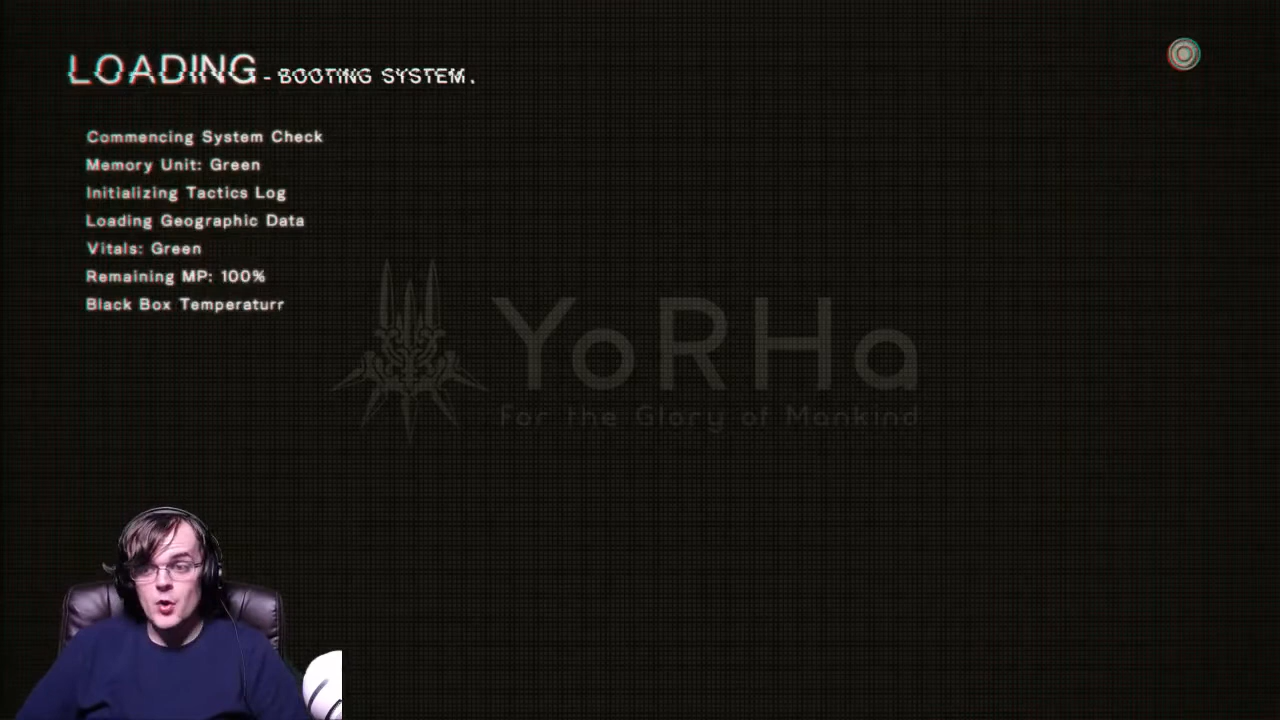 LOADING - BOOTING SYSTEM.
Commencing System Check
Memory Unit: Green
Initializing Tactics Log
Loading Geographic Data
Vitals: Green
Remaining MP: 100%
Black Box Temperaturr
YoRHa
For the Glory of Mankind